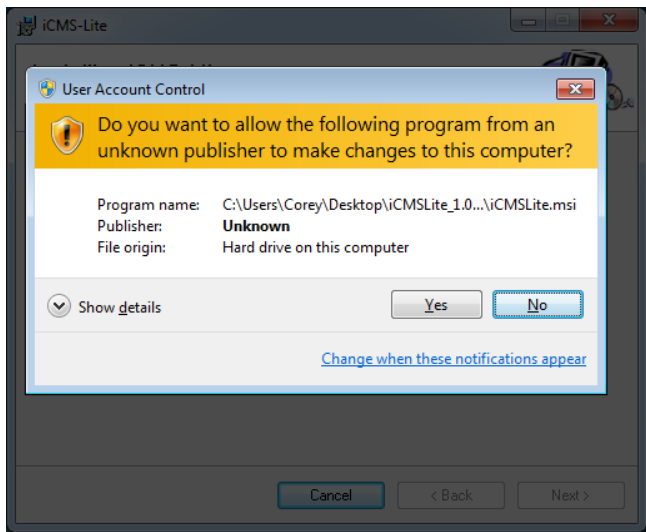 iCMS-Lite
User Account Control
Do you want to allow the following program from an
unknown publisher to make changes to this computer?
Program name: C:\Users\Corey\Desktop\iCMSLite_1.0...\iCMSLite.msi
Publisher: Unknown
File origin: Hard drive on this computer
Show details
Yes
No
Change when these notifications appear
Cancel
< Back
Next >